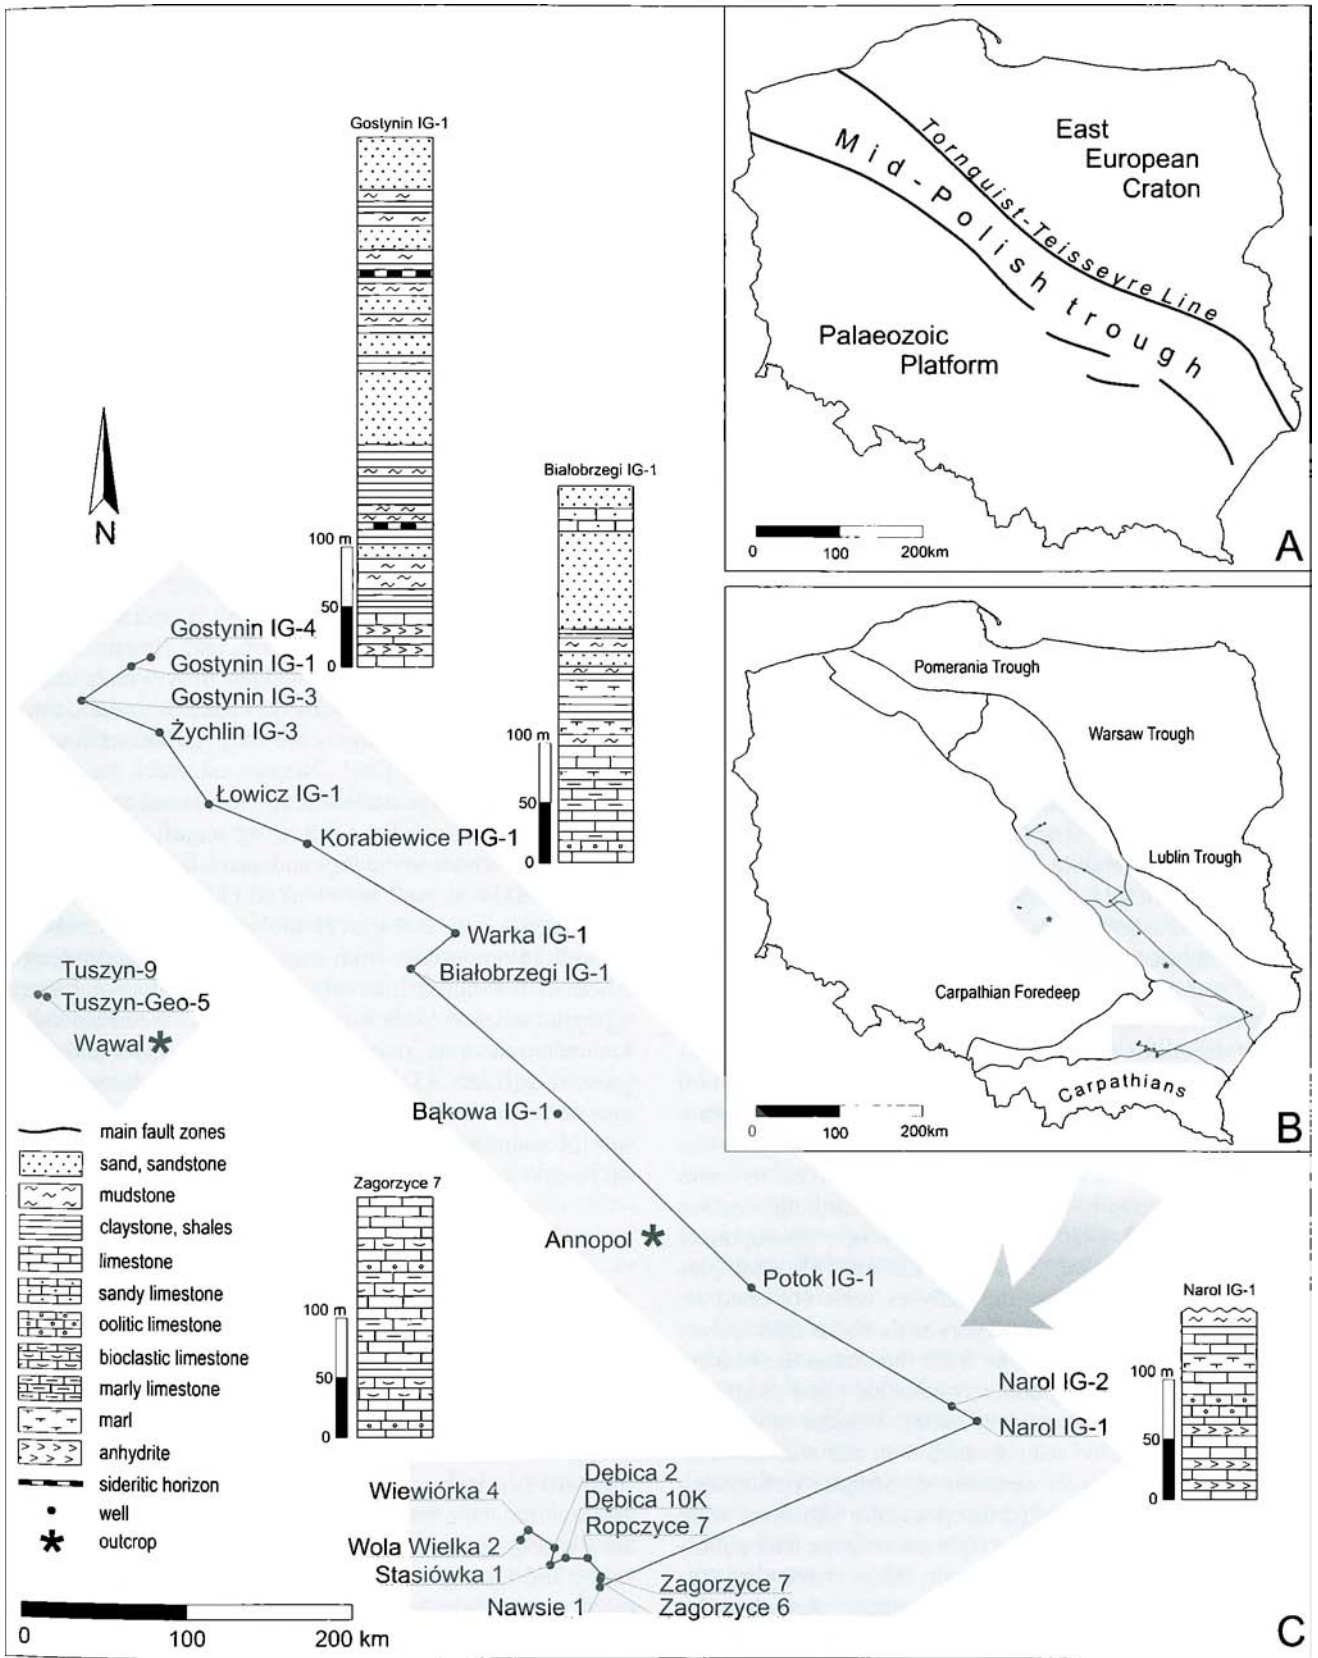 Gostynin IG-1
100 m
50
0
Białobrzegi IG-1
100 m
50
0
N
Gostynin IG-4
Gostynin IG-1
Gostynin IG-3
Żychlin IG-3
Łowicz IG-1
Korabiewice PIG-1
Warka IG-1
Białobrzegi IG-1
Tuszyn-9
Tuszyn-Geo-5
Wąwal
Bąkowa IG-1
Annopol
Potok IG-1
Narol IG-2
Narol IG-1
Zagorzyce 7
100 m
50
0
Narol IG-1
100 m
50
0
Dębica 2
Wiewiórka 4
Dębica 10K
Ropczyce 7
Wola Wielka 2
Stasiówka 1
Zagorzyce 7
Nawsie 1
Zagorzyce 6
main fault zones
sand, sandstone
mudstone
claystone, shales
limestone
sandy limestone
oolitic limestone
bioclastic limestone
marly limestone
marl
anhydrite
sideritic horizon
well
outcrop
0 100 200 km
C
East
European
Craton
Tornquist-Teisseyre Line
Mid-Polish trough
Palaeozoic
Platform
0 100 200km
A
Pomerania Trough
Warsaw Trough
Lublin Trough
Carpathian Foredeep
Carpathians
0 100 200km
B